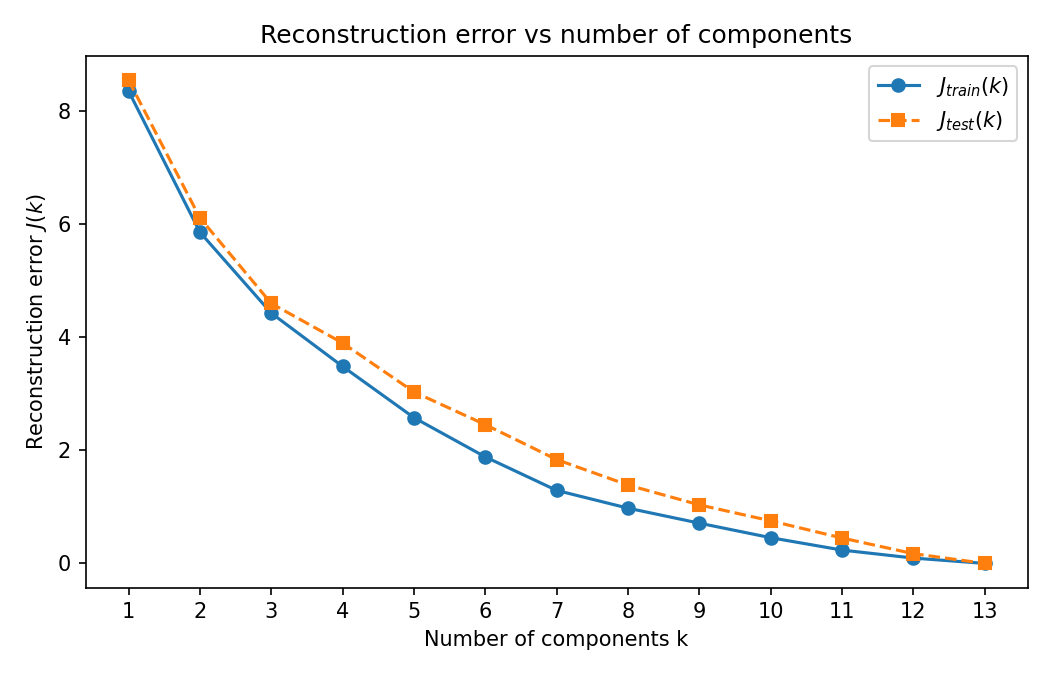 Reconstruction error vs number of components
J_train(k)
J_test(k)
Reconstruction error J(k)
8
6
4
2
0
1 2 3 4 5 6 7 8 9 10 11 12 13
Number of components k